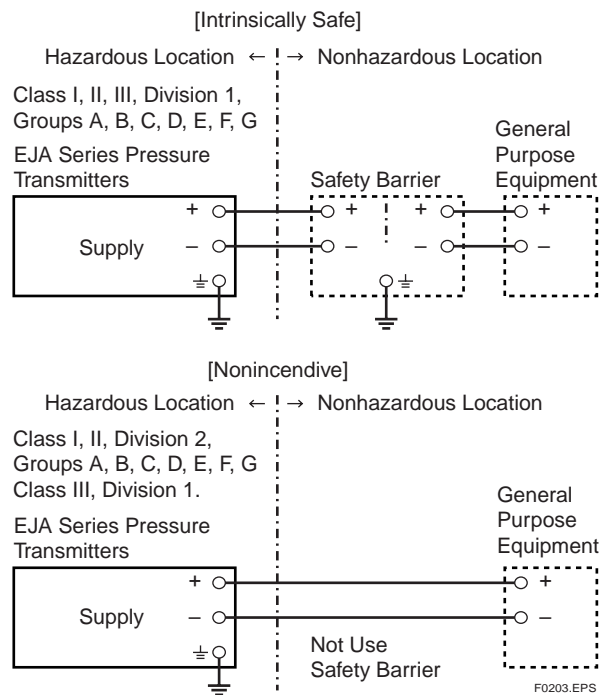 [Intrinsically Safe]
Hazardous Location ← → Nonhazardous Location
Class I, II, III, Division 1,
Groups A, B, C, D, E, F, G
EJA Series Pressure
Transmitters
Safety Barrier
General
Purpose
Equipment
Supply
+
–
+
–
+
–
+
–
[Nonincendive]
Hazardous Location ← → Nonhazardous Location
Class I, II, Division 2,
Groups A, B, C, D, E, F, G
Class III, Division 1.
EJA Series Pressure
Transmitters
General
Purpose
Equipment
Supply
+
–
+
–
Not Use
Safety Barrier
F0203.EPS